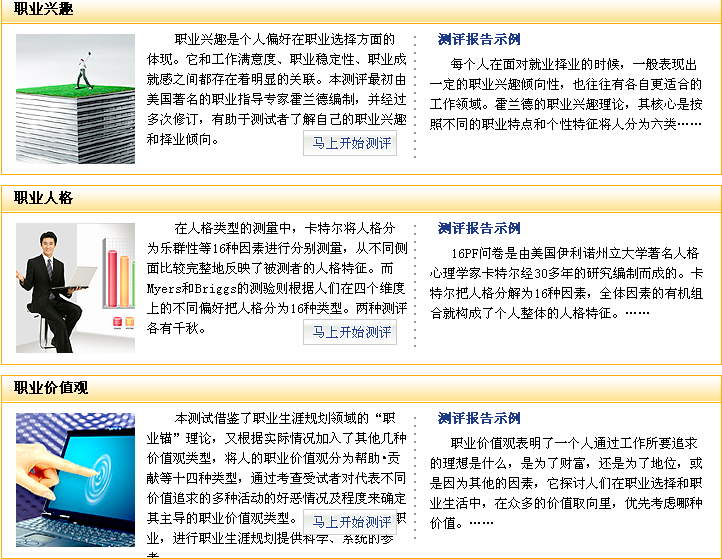 职业兴趣
职业兴趣是个人偏好在职业选择方面的
体现。它和工作满意度、职业稳定性、职业成
就感之间都存在着明显的关联。本测评最初由
美国著名的职业指导专家霍兰德编制，并经过
多次修订，有助于测试者了解自己的职业兴趣
和择业倾向。
马上开始测评
测评报告示例
每个人在面对就业择业的时候，一般表现出
一定的职业兴趣倾向性，也往往有各自更适合的
工作领域。霍兰德的职业兴趣理论，其核心是按
照不同的职业特点和个性特征将人分为六类……
职业人格
在人格类型的测量中，卡特尔将人格分
为乐群性等16种因素进行分别测量，从不同侧
面比较完整地反映了被测者的人格特征。而
Myers和Briggs的测验则根据人们在四个维度
上的不同偏好把人格分为16种类型。两种测评
各有千秋。
马上开始测评
测评报告示例
16PF问卷是由美国伊利诺州立大学著名人格
心理学家卡特尔经30多年的研究编制而成的。卡
特尔把人格分解为16种因素，全体因素的有机组
合就构成了个人整体的人格特征。……
职业价值观
本测试借鉴了职业生涯规划领域的“职
业锚”理论，又根据实际情况加入了其他几种
价值观类型，将人的职业价值观分为帮助•贡
献等十四种类型，通过考查受试者对代表不同
价值追求的多种活动的好恶情况及程度来确定
其主导的职业价值观类型。
职
业，进行职业生涯规划提供科学、系统的参
马上开始测评
测评报告示例
职业价值观表明了一个人通过工作所要追求
的理想是什么，是为了财富，还是为了地位，或
是因为其他的因素，它探讨人们在职业选择和职
业生活中，在众多的价值取向里，优先考虑哪种
价值。……